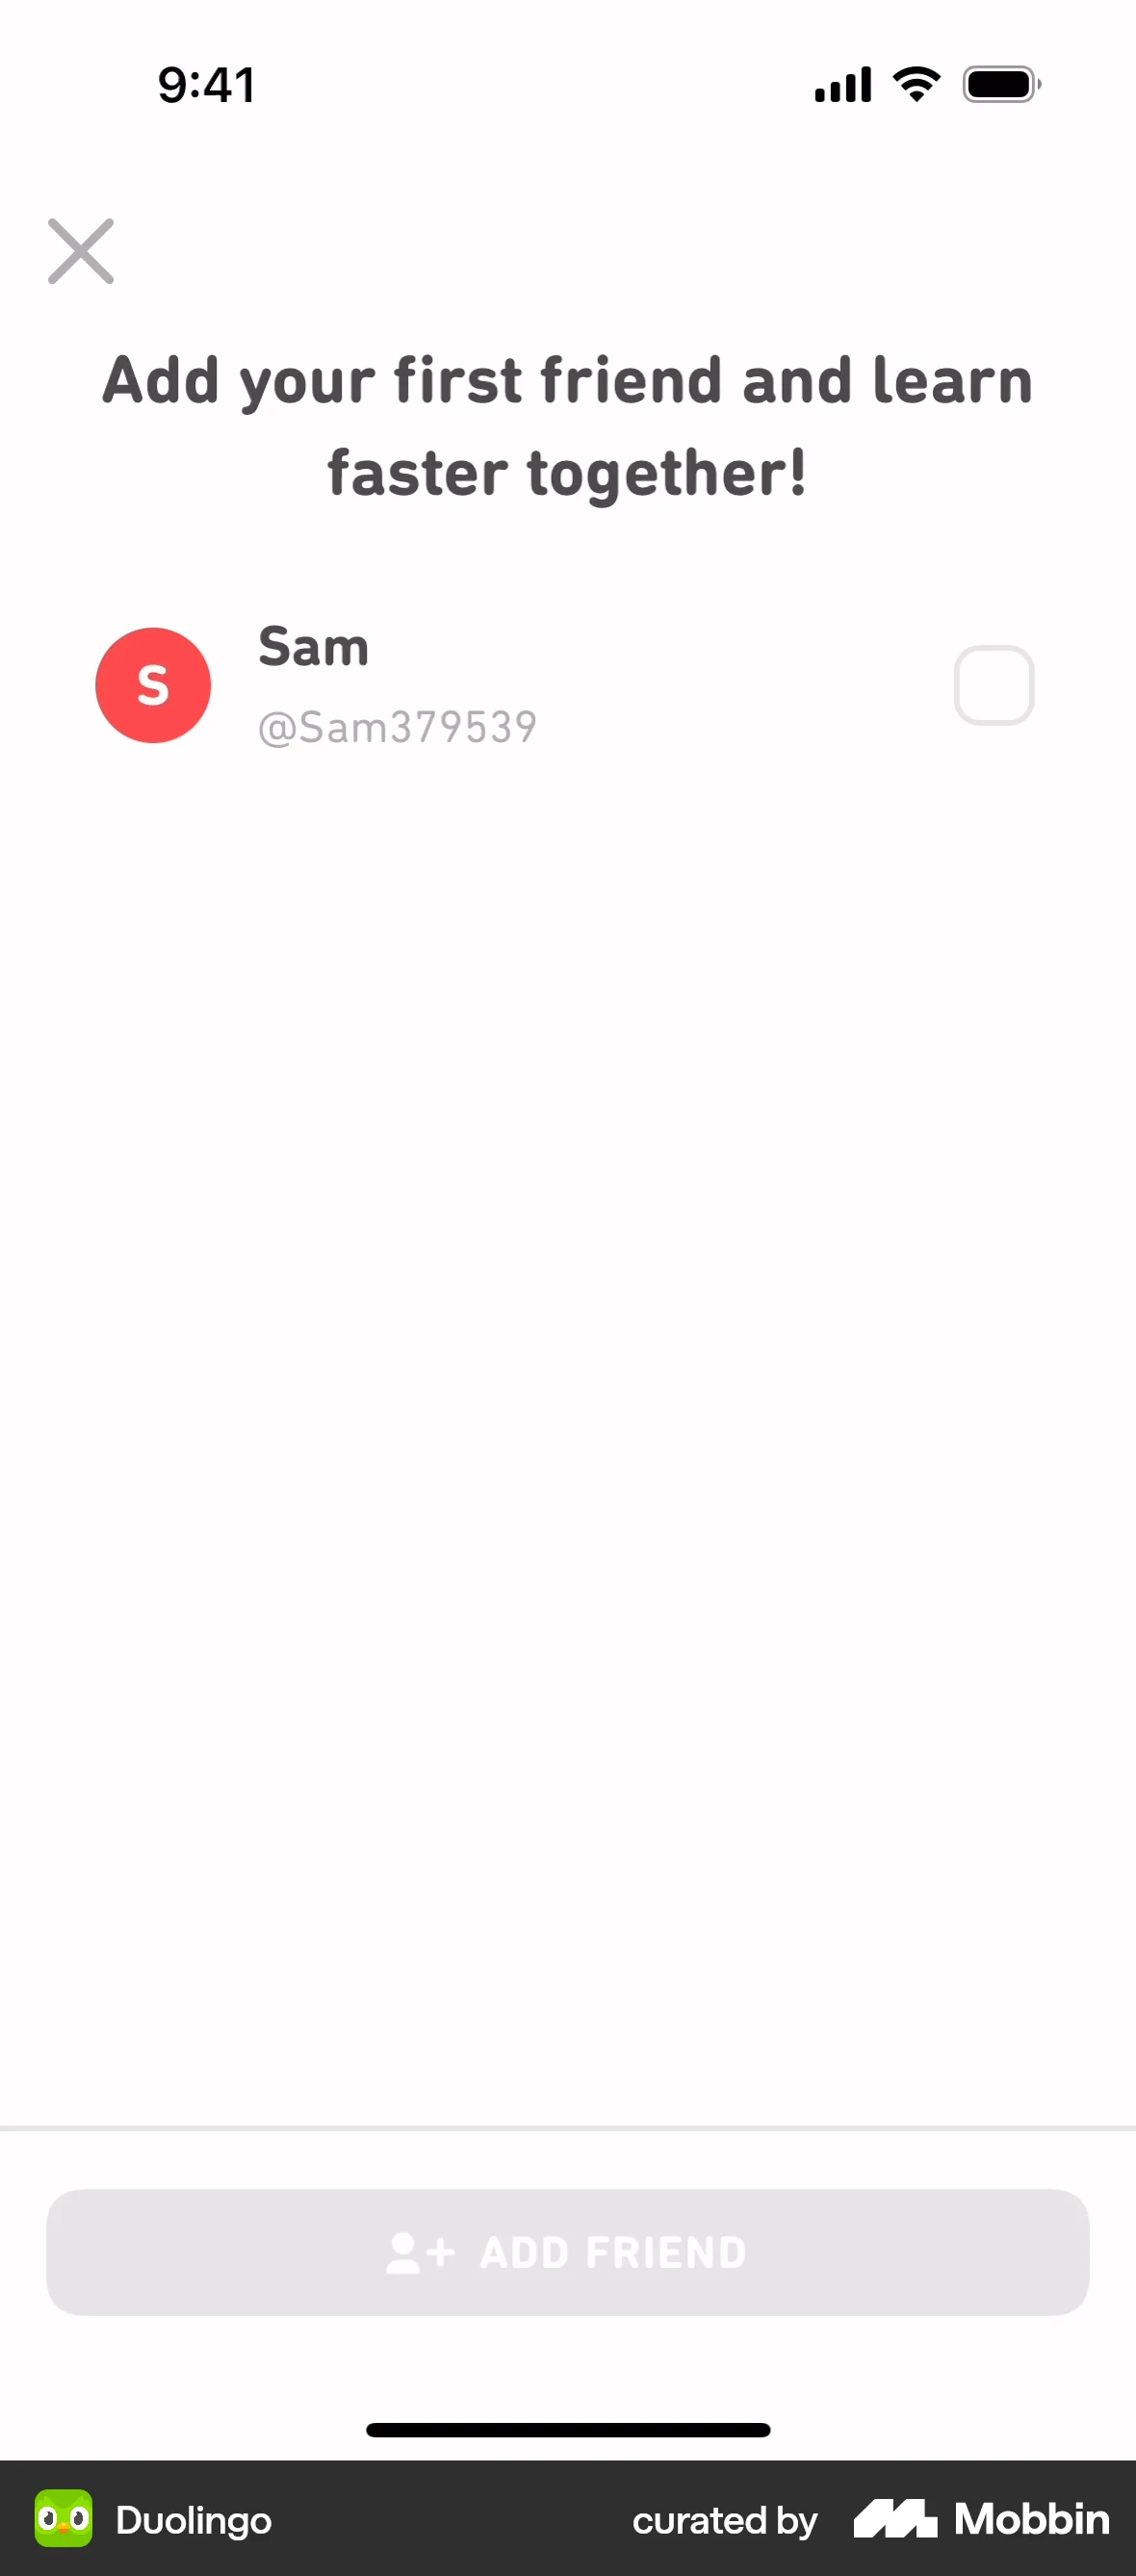 9:41
Add your first friend and learn
faster together!
S
Sam
@Sam379539
ADD FRIEND
Duolingo
curated by Mobbin